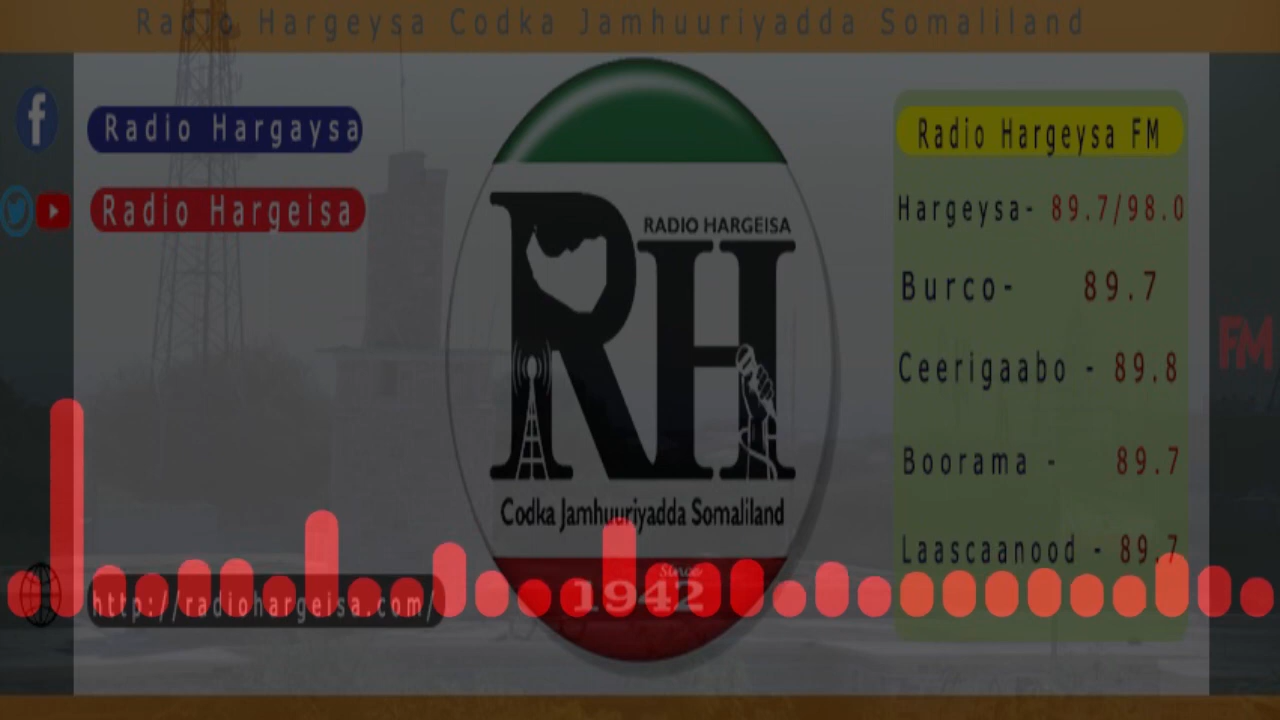 Radio Hargeysa Codka Jamhuuriyadda Somaliland
Radio Hargaysa
Radio Hargeisa
http://radiohargeisa.com/
RADIO HARGEISA
RH
Codka Jamhuuriyadda Somaliland
Since
1942
Radio Hargeysa FM
Hargeysa- 89.7/98.0
Burco- 89.7
Ceerigaabo - 89.8
Boorama - 89.7
Laascaanood - 89.7
FM